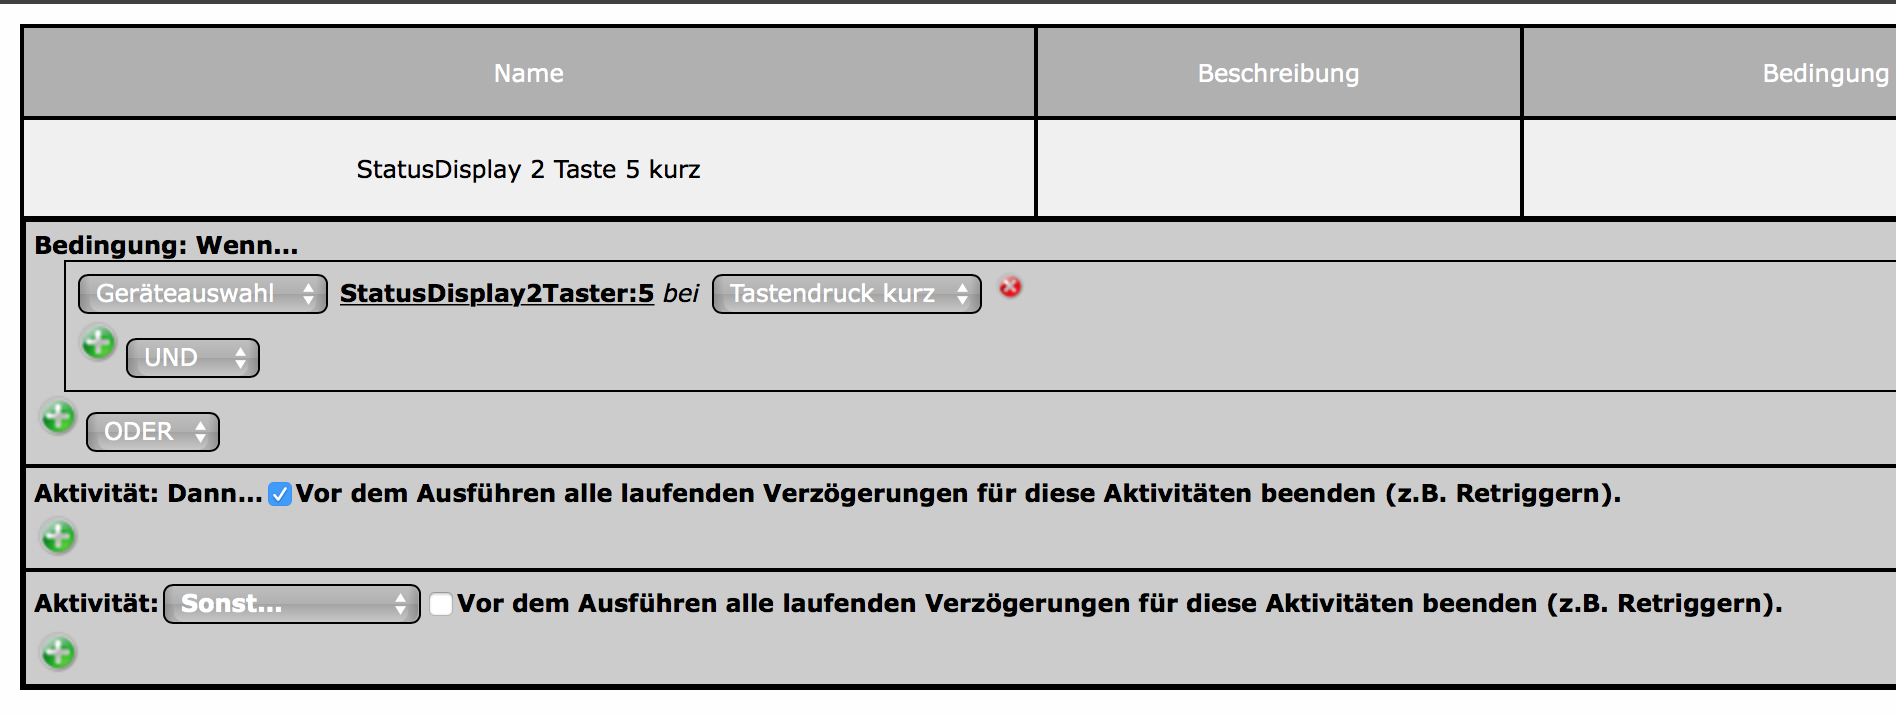 Name Beschreibung Bedingung
StatusDisplay 2 Taste 5 kurz
Bedingung: Wenn...
Geräteauswahl StatusDisplay2Taster:5 bei Tastendruck kurz
UND
ODER
Aktivität: Dann... Vor dem Ausführen alle laufenden Verzögerungen für diese Aktivitäten beenden (z.B. Retriggern).
Aktivität: Sonst... Vor dem Ausführen alle laufenden Verzögerungen für diese Aktivitäten beenden (z.B. Retriggern).